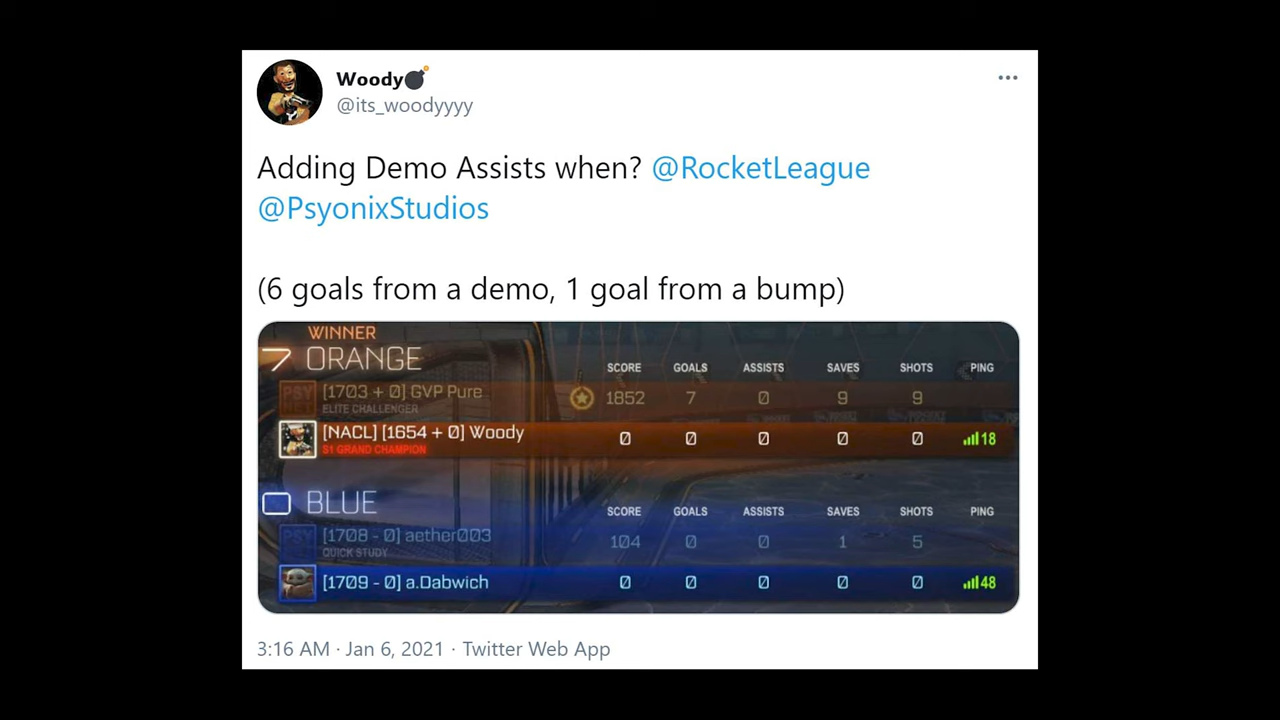 Woody💣
@its_woodyyyy
Adding Demo Assists when? @RocketLeague
@PsyonixStudios
(6 goals from a demo, 1 goal from a bump)
WINNER
7 ORANGE SCORE GOALS ASSISTS SAVES SHOTS PING
[1703 + 0] GVP Pure 1852 7 0 9 9
ELITE CHALLENGER
[NACL] [1654 + 0] Woody 0 0 0 0 0 18
S1 GRAND CHAMPION
0 BLUE SCORE GOALS ASSISTS SAVES SHOTS PING
[1708 - 0] aether003 104 0 0 1 5
QUICK STUDY
[1709 - 0] a.Dabwich 0 0 0 0 0 48
3:16 AM · Jan 6, 2021 · Twitter Web App